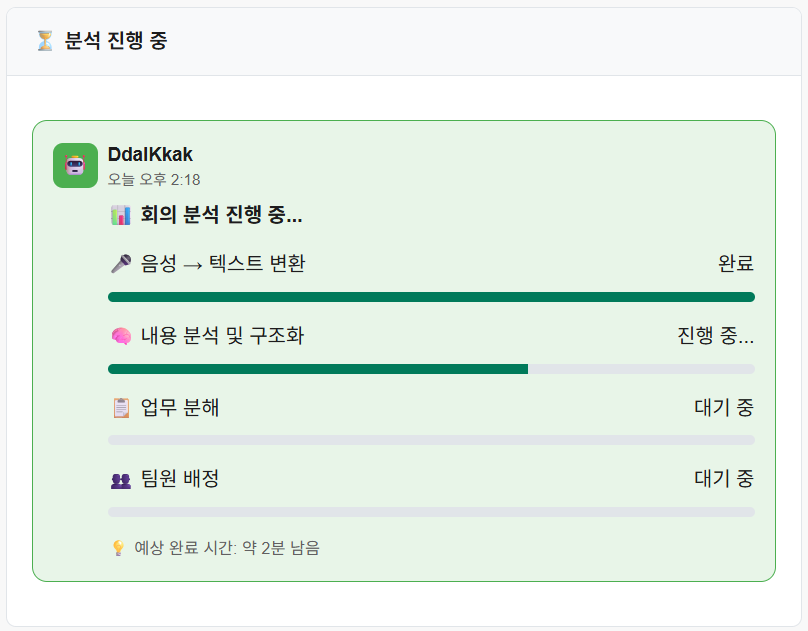 ⏳ 분석 진행 중
DdalKkak
오늘 오후 2:18
📊 회의 분석 진행 중...
🎤 음성 → 텍스트 변환 완료
🧠 내용 분석 및 구조화 진행 중...
📋 업무 분해 대기 중
👥 팀원 배정 대기 중
💡 예상 완료 시간: 약 2분 남음